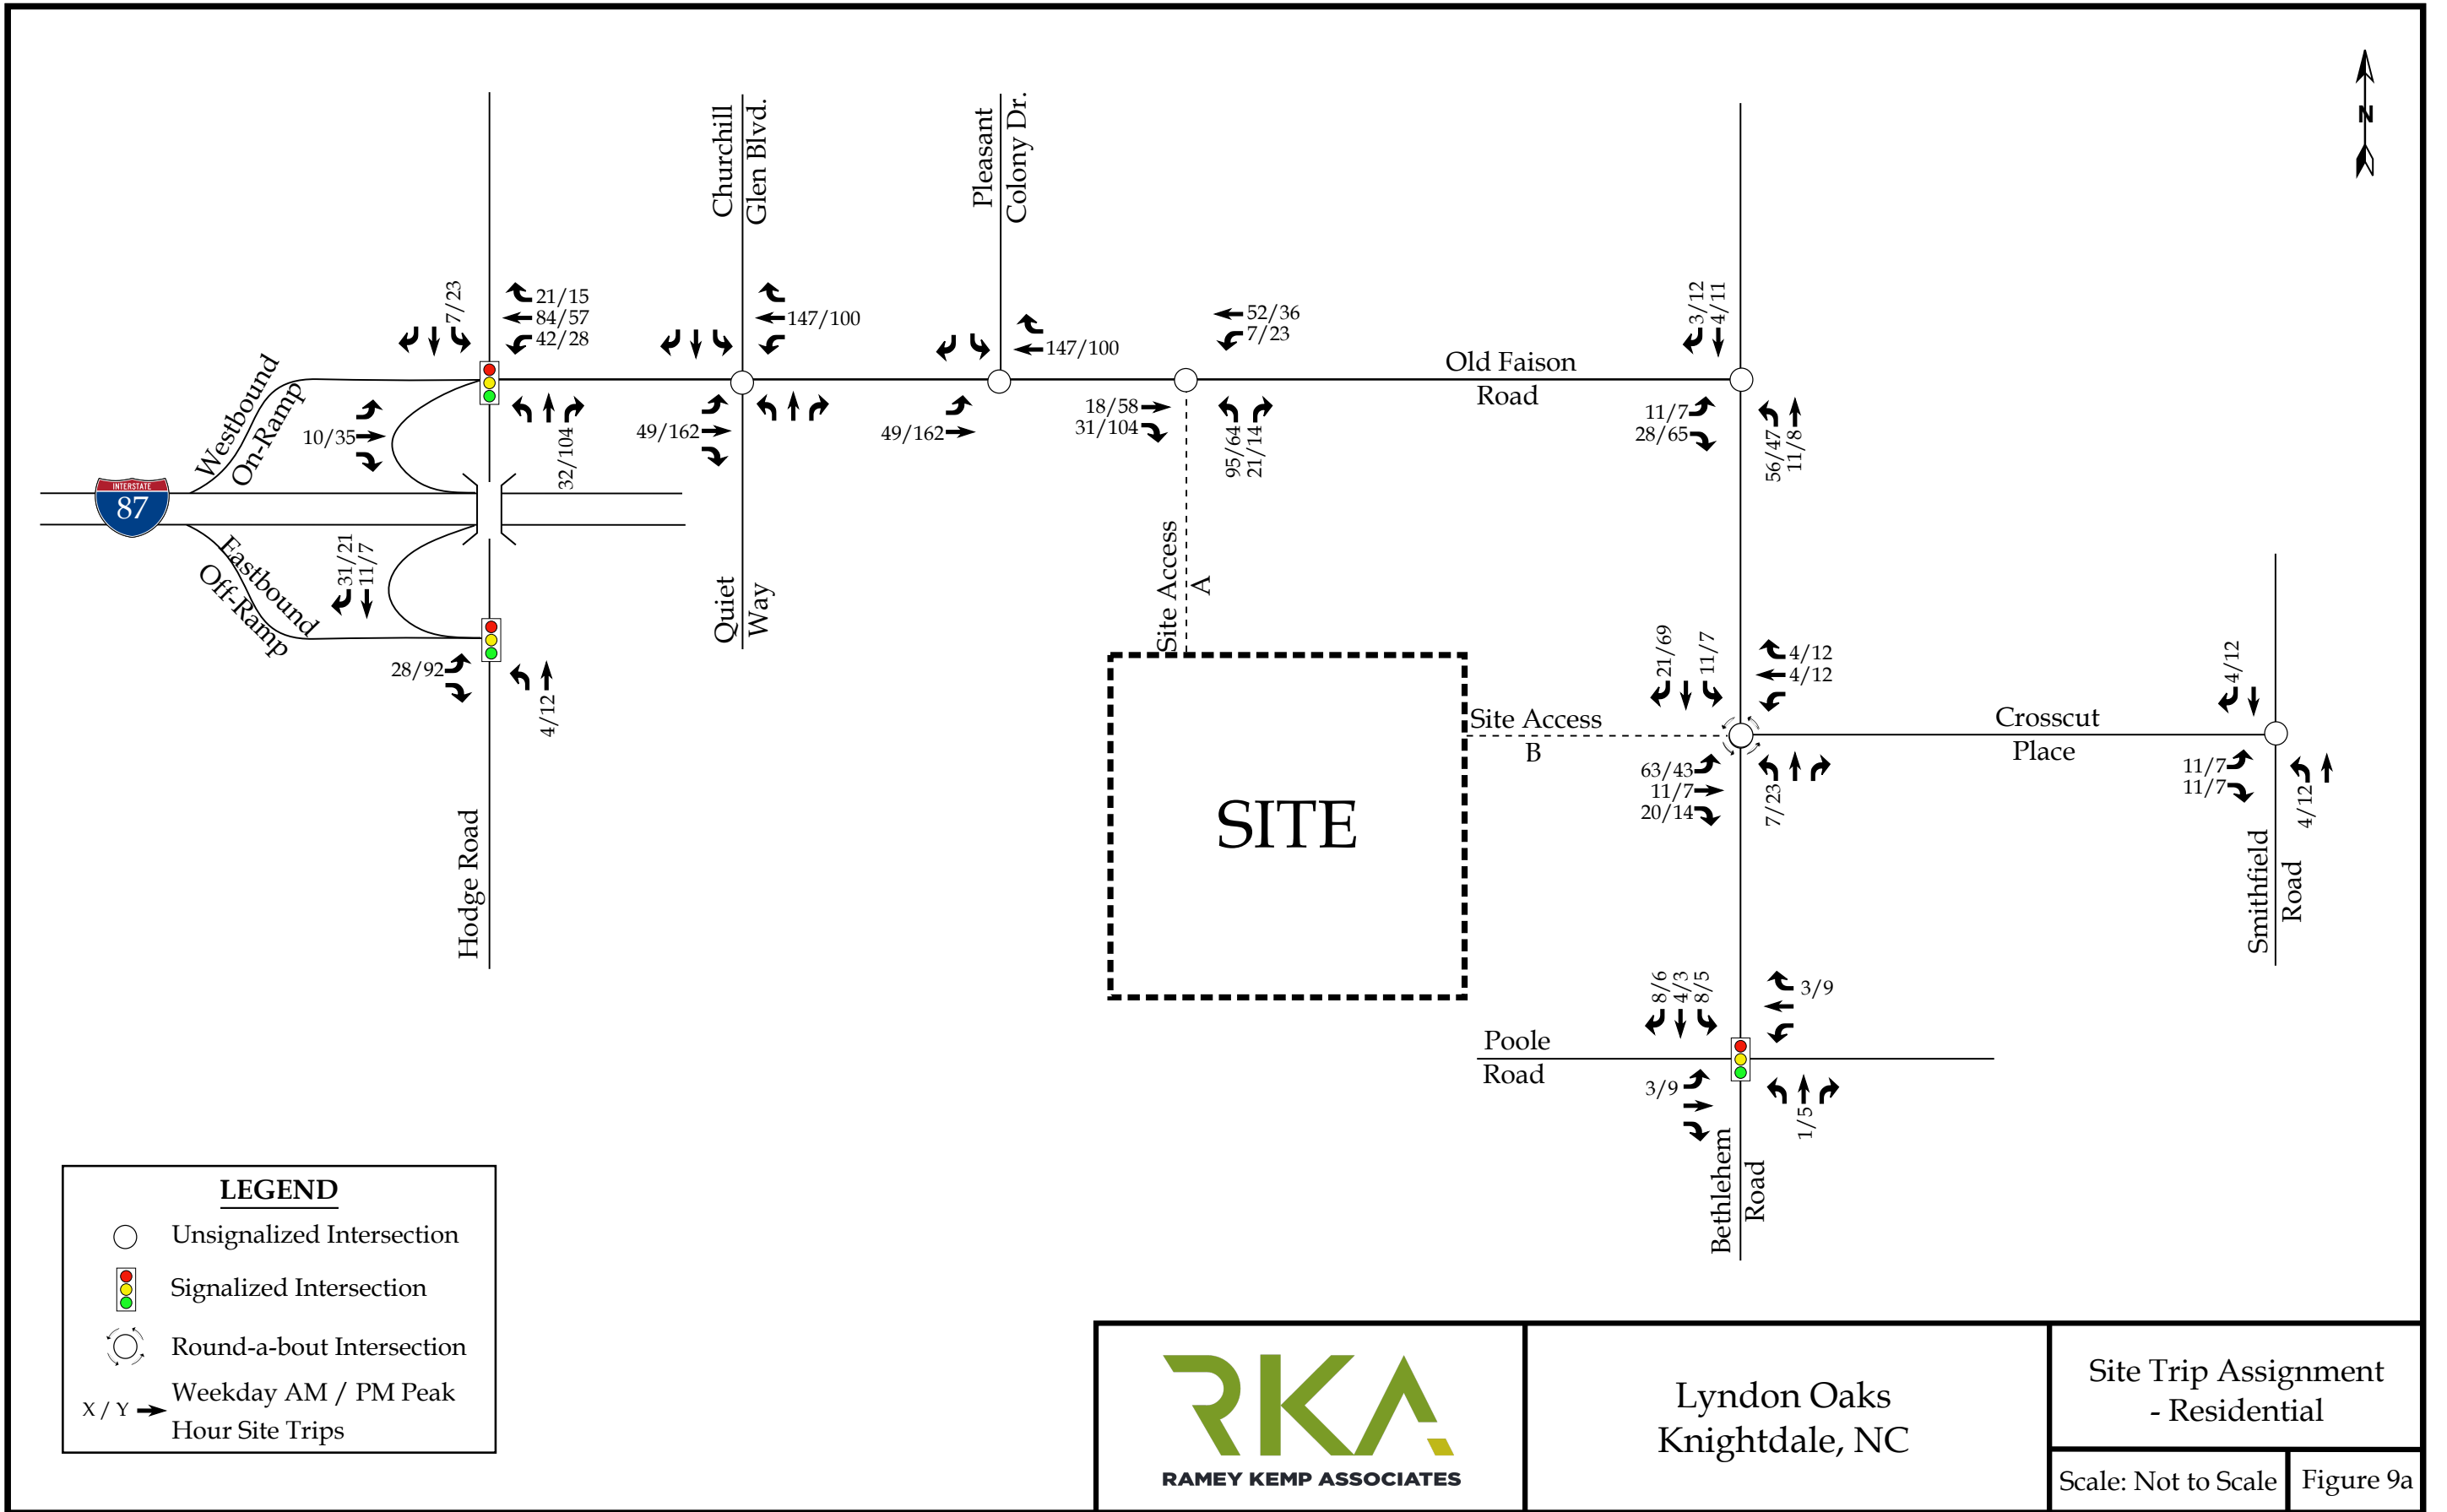 N
Churchill
Glen Blvd.
Pleasant
Colony Dr.
7/23
21/15
84/57
42/28
147/100
147/100
52/36
7/23
3/12
4/11
Old Faison
Road
Westbound
On-Ramp
10/35
32/104
49/162
49/162
18/58
31/104
95/64
21/14
11/7
28/65
56/47
11/8
INTERSTATE
87
Eastbound
Off-Ramp
31/21
11/7
Quiet
Way
Site Access
A
28/92
4/12
21/69
11/7
4/12
4/12
4/12
Site Access
B
Crosscut
Place
63/43
11/7
20/14
7/23
11/7
11/7
4/12
SITE
Hodge Road
Smithfield
Road
8/6
4/3
8/5
3/9
Poole
Road
3/9
1/5
Bethlehem
Road
LEGEND
Unsignalized Intersection
Signalized Intersection
Round-a-bout Intersection
X / Y
Weekday AM / PM Peak
Hour Site Trips
RKA
RAMEY KEMP ASSOCIATES
Lyndon Oaks
Knightdale, NC
Site Trip Assignment
- Residential
Scale: Not to Scale
Figure 9a